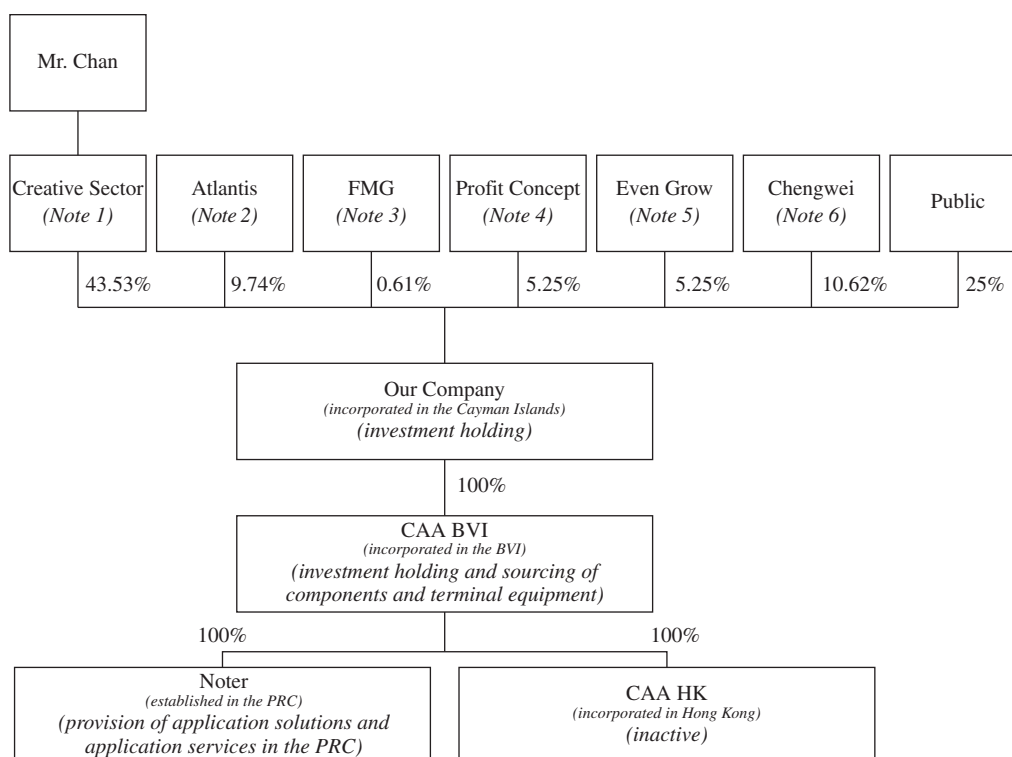 Mr. Chan
Creative Sector
(Note 1)
Atlantis
(Note 2)
FMG
(Note 3)
Profit Concept
(Note 4)
Even Grow
(Note 5)
Chengwei
(Note 6)
Public
43.53%
9.74%
0.61%
5.25%
5.25%
10.62%
25%
Our Company
(incorporated in the Cayman Islands)
(investment holding)
100%
CAA BVI
(incorporated in the BVI)
(investment holding and sourcing of
components and terminal equipment)
100%
100%
Noter
(established in the PRC)
(provision of application solutions and
application services in the PRC)
CAA HK
(incorporated in Hong Kong)
(inactive)